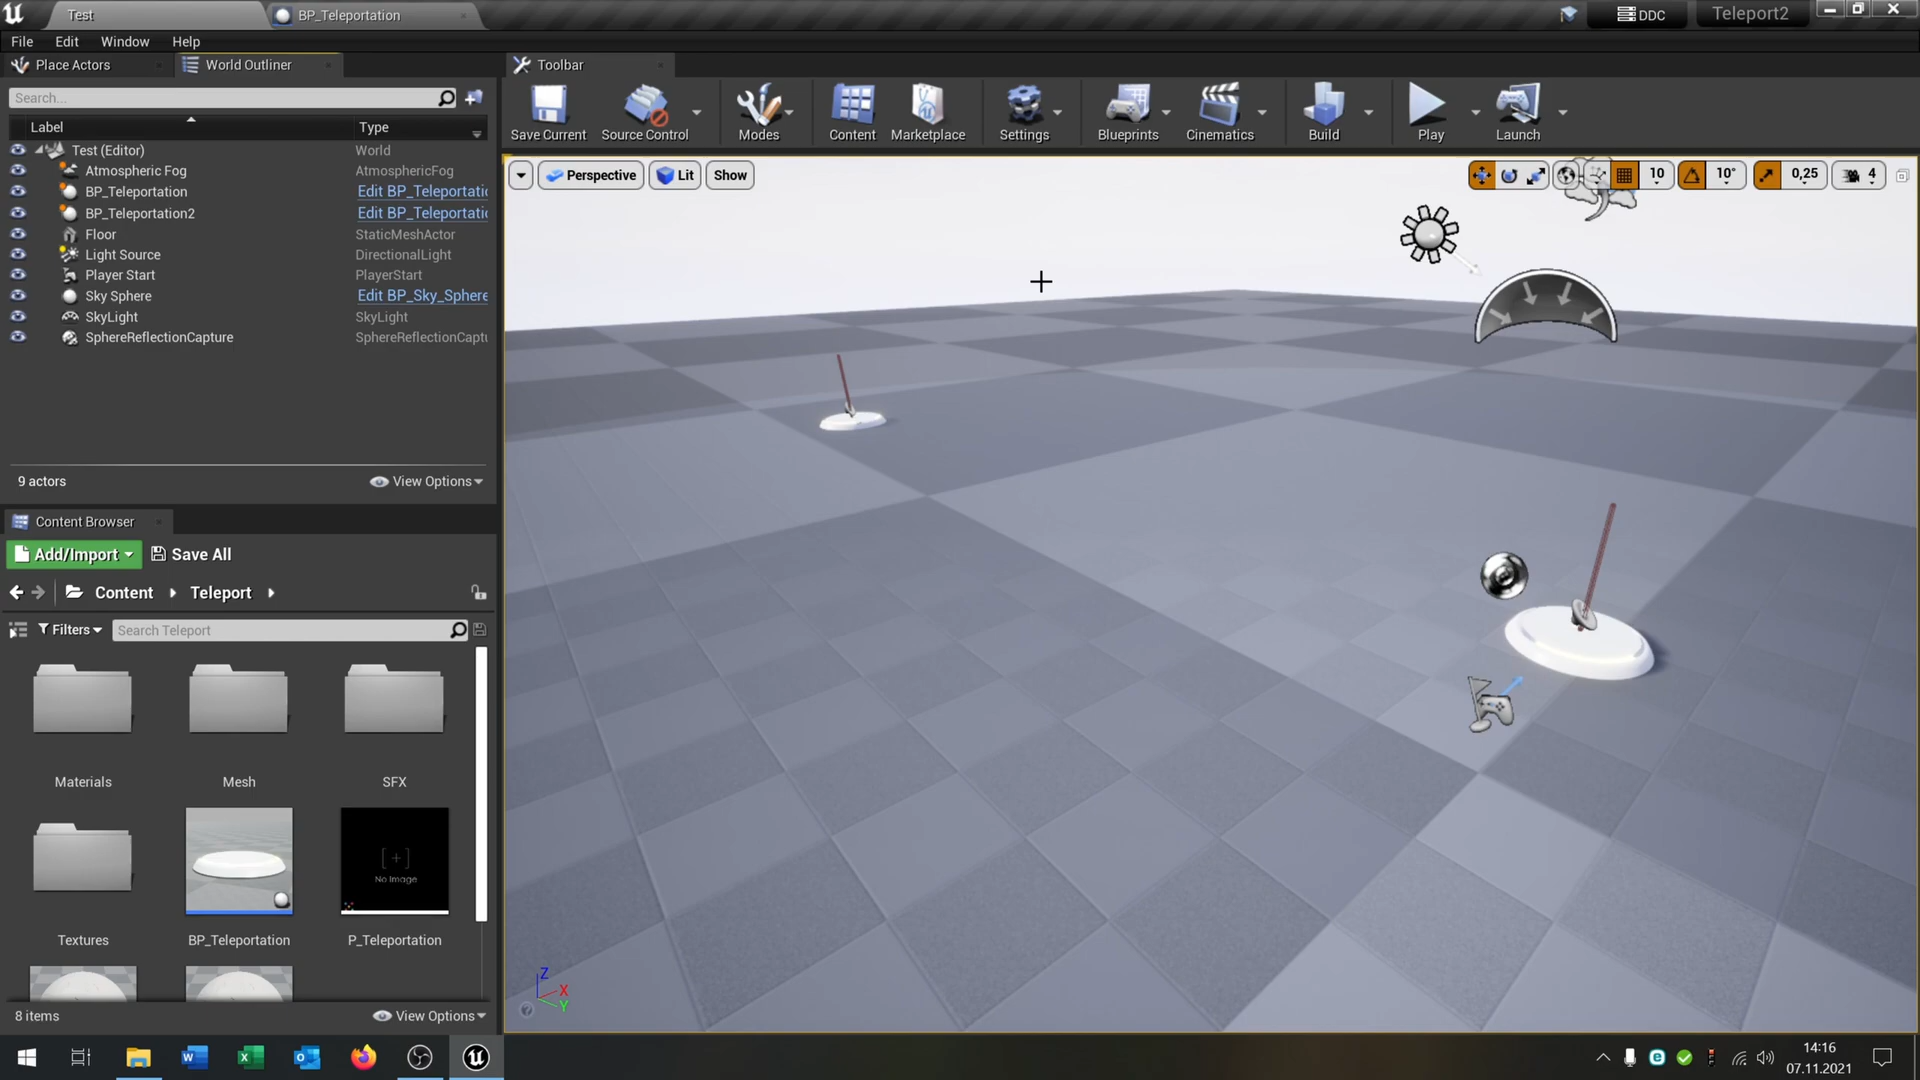 Test
BP_Teleportation
DDC
Teleport2
File Edit Window Help
Place Actors
World Outliner
Toolbar
Search...
Label Type
Test (Editor) World
Atmospheric Fog AtmosphericFog
BP_Teleportation Edit BP_Teleportatic
BP_Teleportation2 Edit BP_Teleportatic
Floor StaticMeshActor
Light Source DirectionalLight
Player Start PlayerStart
Sky Sphere Edit BP_Sky_Sphere
SkyLight SkyLight
SphereReflectionCapture SphereReflectionCaptu
9 actors View Options
Save Current Source Control Modes Content Marketplace Settings Blueprints Cinematics Build Play Launch
Perspective Lit Show
10 10° 0,25 4
Content Browser
Add/Import Save All
Content Teleport
Filters Search Teleport
Materials Mesh SFX
[+]
No Image
Textures BP_Teleportation P_Teleportation
8 items View Options
Z
X
Y
14:16
07.11.2021